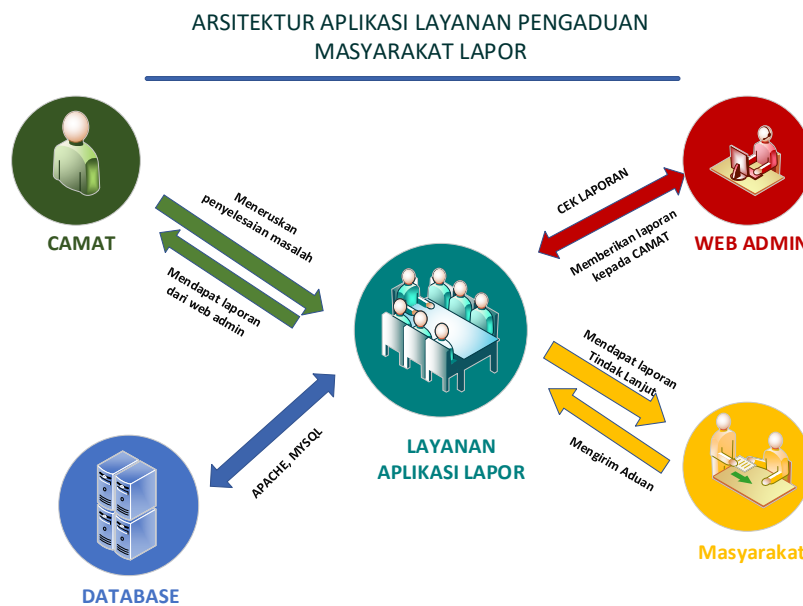 ARSITEKTUR APLIKASI LAYANAN PENGADUAN
MASYARAKAT LAPOR
CAMAT
Meneruskan
penyelesaian masalah
Mendapat laporan
dari web admin
CEK LAPORAN
Memberikan laporan
kepada CAMAT
WEB ADMIN
LAYANAN
APLIKASI LAPOR
Mendapat laporan
Tindak Lanjut
Mengirim Aduan
Masyarakat
APACHE, MYSQL
DATABASE